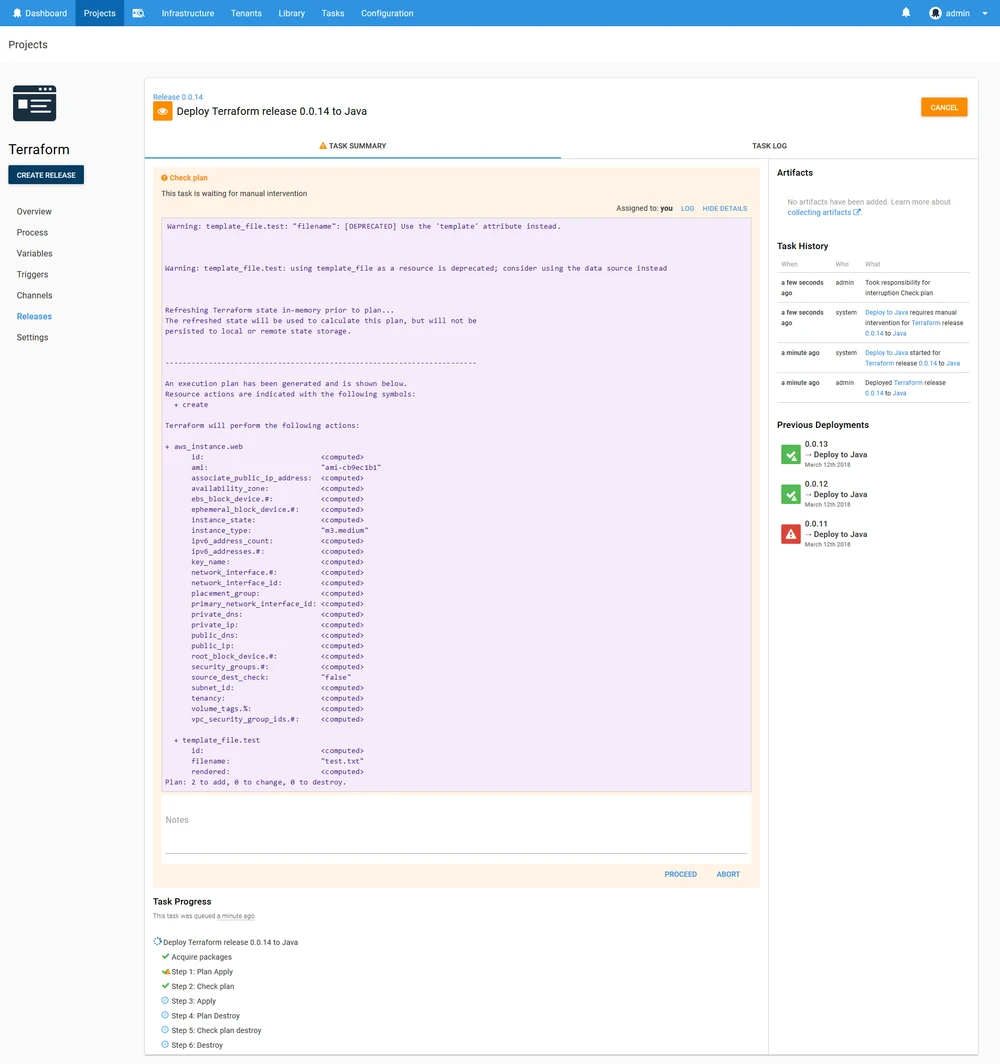 Dashboard
Projects
Infrastructure
Tenants
Library
Tasks
Configuration
admin
Projects
Terraform
CREATE RELEASE
Overview
Process
Variables
Triggers
Channels
Releases
Settings
Release 0.0.14
Deploy Terraform release 0.0.14 to Java
CANCEL
TASK SUMMARY
TASK LOG
Check plan
This task is waiting for manual intervention
Assigned to: you LOG HIDE DETAILS
Warning: template_file.test: "filename": [DEPRECATED] Use the 'template' attribute instead.
Warning: template_file.test: using template_file as a resource is deprecated; consider using the data source instead
Refreshing Terraform state in-memory prior to plan...
The refreshed state will be used to calculate this plan, but will not be
persisted to local or remote state storage.
------------------------------------------------------------------------
An execution plan has been generated and is shown below.
Resource actions are indicated with the following symbols:
+ create
Terraform will perform the following actions:
+ aws_instance.web
id: <computed>
ami: "ami-cb9ec1b1"
associate_public_ip_address: <computed>
availability_zone: <computed>
ebs_block_device.#: <computed>
ephemeral_block_device.#: <computed>
instance_state: <computed>
instance_type: "m3.medium"
ipv6_address_count: <computed>
ipv6_addresses.#: <computed>
key_name: <computed>
network_interface.#: <computed>
network_interface_id: <computed>
placement_group: <computed>
primary_network_interface_id: <computed>
private_dns: <computed>
private_ip: <computed>
public_dns: <computed>
public_ip: <computed>
root_block_device.#: <computed>
security_groups.#: <computed>
source_dest_check: "false"
subnet_id: <computed>
tenancy: <computed>
volume_tags.%: <computed>
vpc_security_group_ids.#: <computed>
+ template_file.test
id: <computed>
filename: "test.txt"
rendered: <computed>
Plan: 2 to add, 0 to change, 0 to destroy.
Notes
PROCEED ABORT
Task Progress
This task was queued a minute ago.
Deploy Terraform release 0.0.14 to Java
Acquire packages
Step 1: Plan Apply
Step 2: Check plan
Step 3: Apply
Step 4: Plan Destroy
Step 5: Check plan destroy
Step 6: Destroy
Artifacts
No artifacts have been added. Learn more about
collecting artifacts.
Task History
When Who What
a few seconds ago admin Took responsibility for interruption Check plan
a few seconds ago system Deploy to Java requires manual intervention for Terraform release 0.0.14 to Java
a minute ago system Deploy to Java started for Terraform release 0.0.14 to Java
a minute ago admin Deployed Terraform release 0.0.14 to Java
Previous Deployments
0.0.13
→ Deploy to Java
March 12th 2018
0.0.12
→ Deploy to Java
March 12th 2018
0.0.11
→ Deploy to Java
March 12th 2018